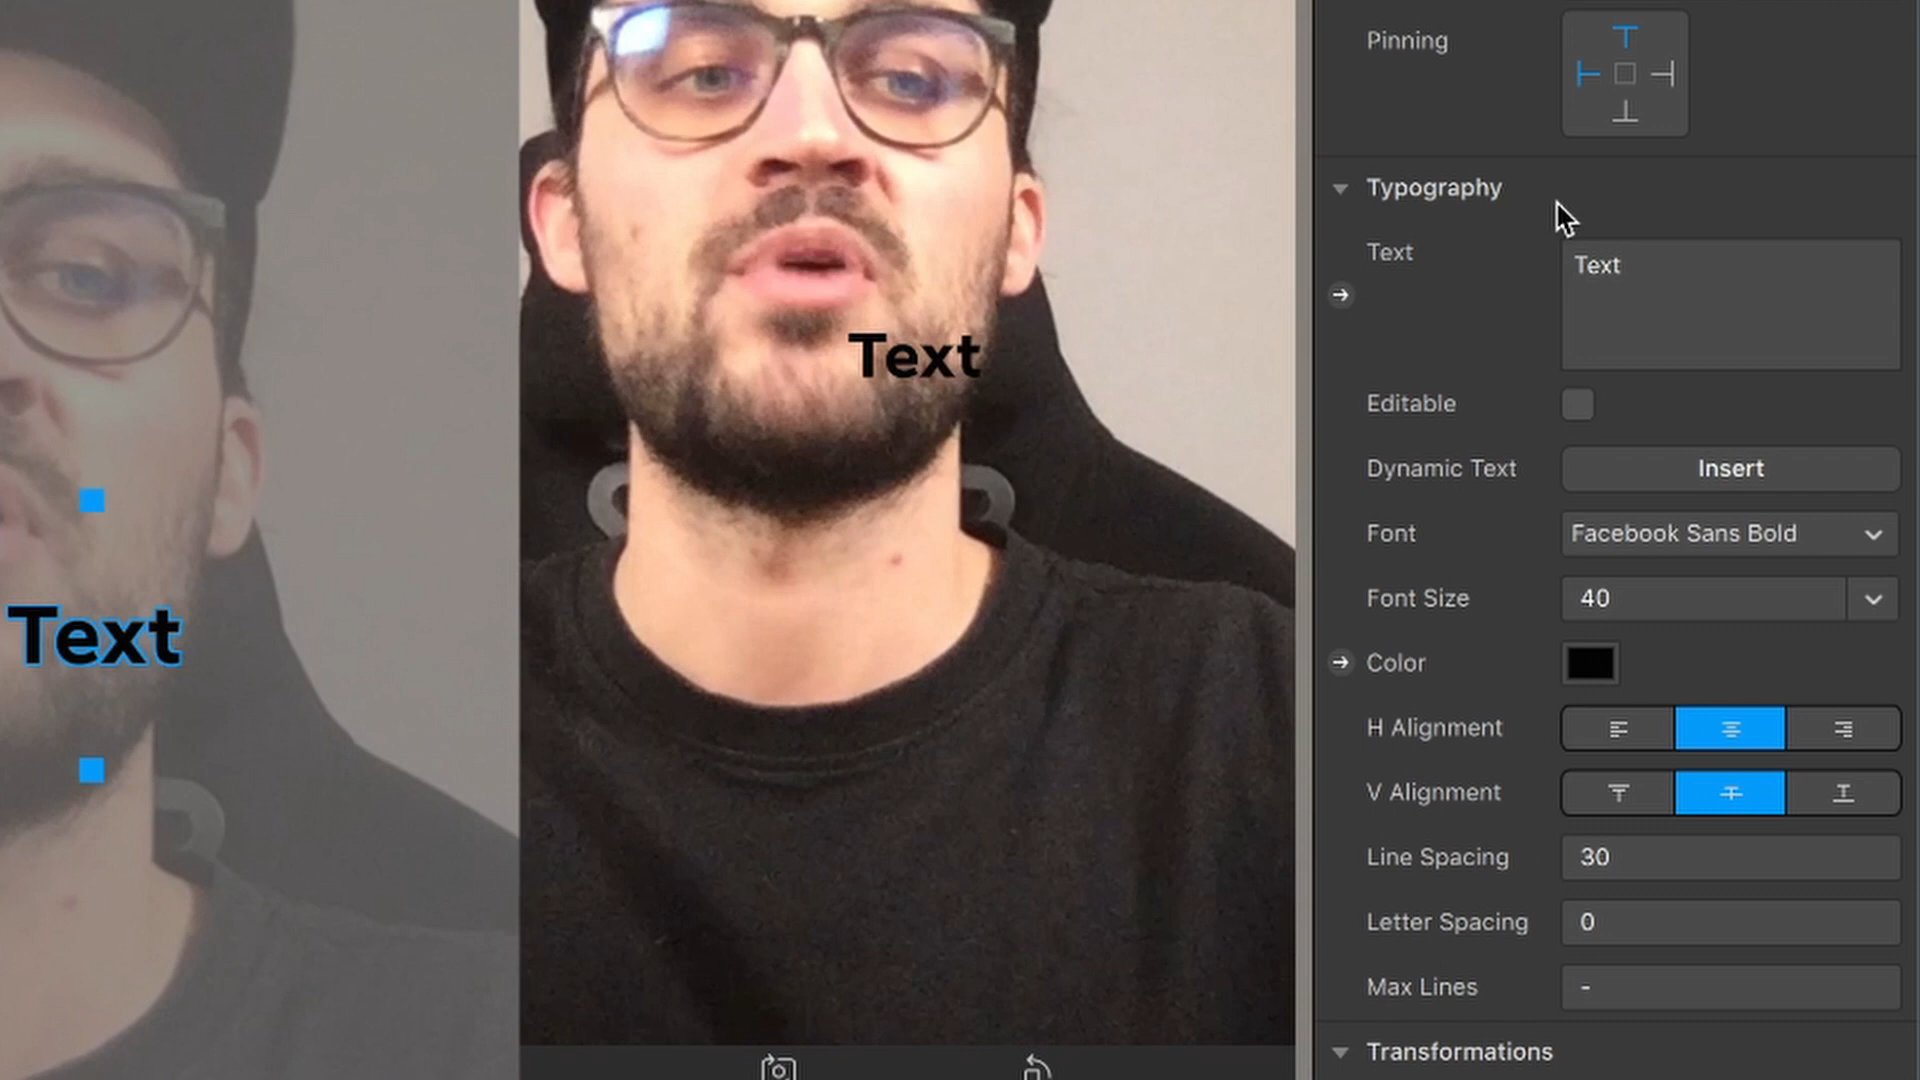 Pinning
Typography
Text
Text
Text
Editable
Dynamic Text
Insert
Font
Facebook Sans Bold
Font Size
40
Text
Color
H Alignment
V Alignment
Line Spacing
30
Letter Spacing
0
Max Lines
-
Transformations